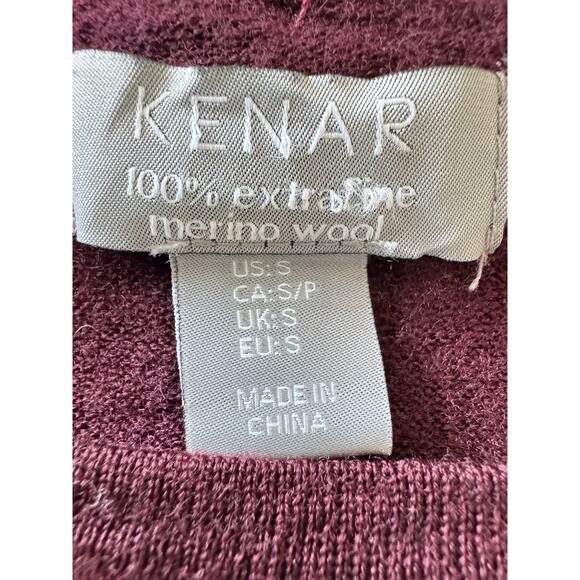 KENAR
100% extrafine
merino wool
US: S
CA:S/P
UK:S
EU:S
MADE IN
CHINA